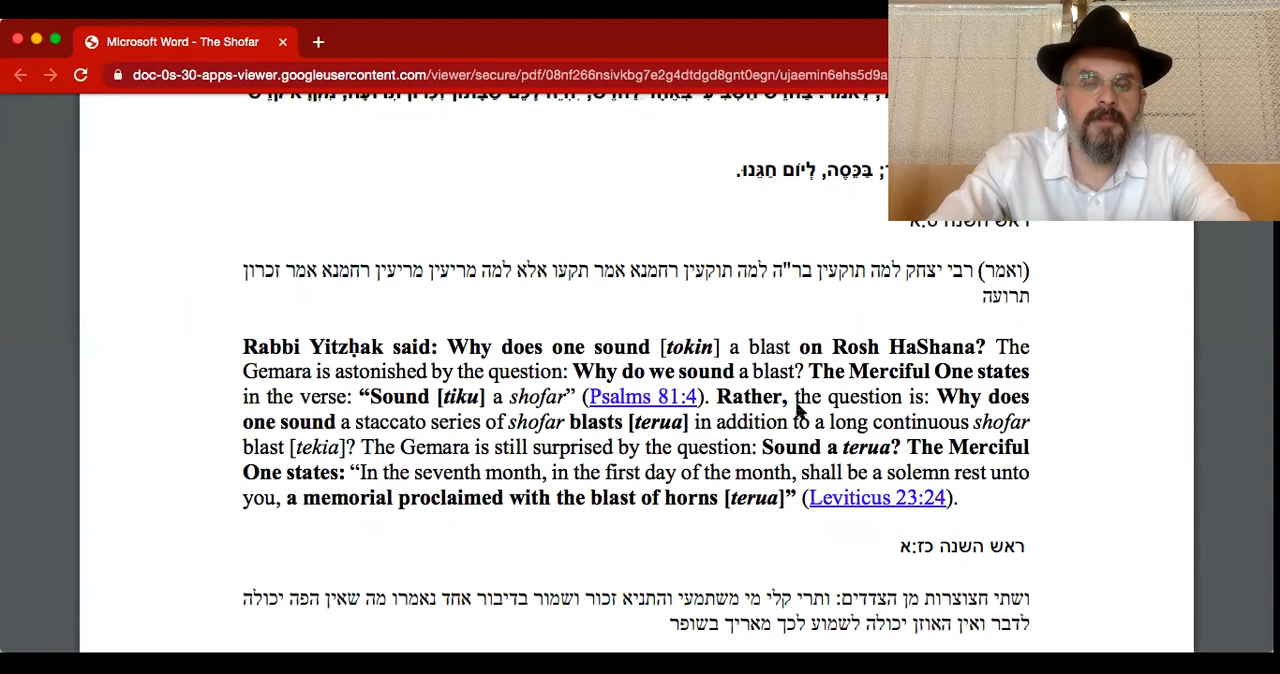 Microsoft Word - The Shofar
doc-0s-30-apps-viewer.googleusercontent.com/viewer/secure/pdf/08nf266nsivkbg7e2g4dtgd8gnt0egn/ujaemin6ehs5d9a
בַּכֵּסֶה, לְיוֹם חַגֵּנוּ.
ראש השנה
(ואמר) רבי יצחק למה תוקעין בר"ה למה תוקעין רחמנא אמר תקעו אלא למה מריעין מריעין רחמנא אמר זכרון
תרועה
Rabbi Yitzḥak said: Why does one sound [tokin] a blast on Rosh HaShana? The
Gemara is astonished by the question: Why do we sound a blast? The Merciful One states
in the verse: “Sound [tiku] a shofar” (Psalms 81:4). Rather, the question is: Why does
one sound a staccato series of shofar blasts [terua] in addition to a long continuous shofar
blast [tekia]? The Gemara is still surprised by the question: Sound a terua? The Merciful
One states: “In the seventh month, in the first day of the month, shall be a solemn rest unto
you, a memorial proclaimed with the blast of horns [terua]” (Leviticus 23:24).
ראש השנה כז:א
ושתי חצוצרות מן הצדדים: ותרי קלי מי משתמעי והתניא זכור ושמור בדיבור אחד נאמרו מה שאין הפה יכולה
לדבר ואין האוזן יכולה לשמוע לכך מאריך בשופר